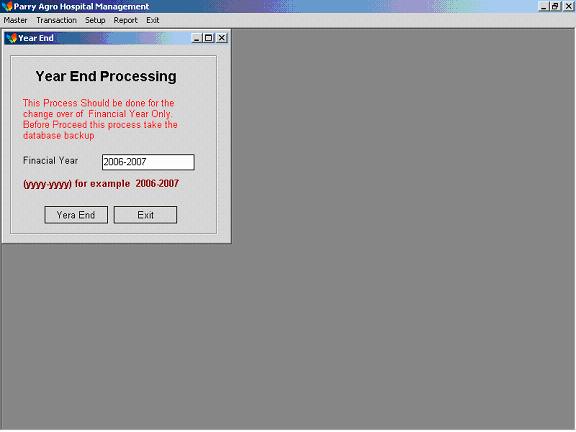 Parry Agro Hospital Management
Master Transaction Setup Report Exit
Year End
Year End Processing
This Process Should be done for the
change over of Financial Year Only.
Before Proceed this process take the
database backup
Finacial Year 2006-2007
(yyyy-yyyy) for example 2006-2007
Yera End Exit